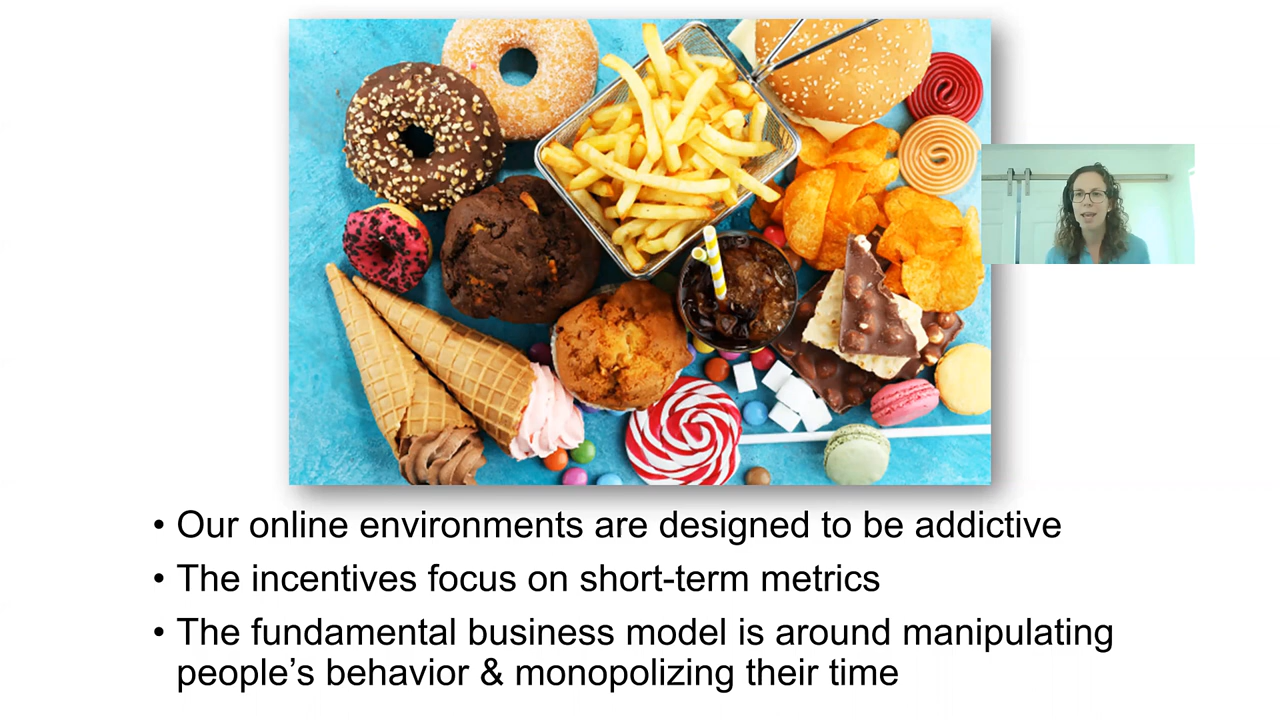 • Our online environments are designed to be addictive
• The incentives focus on short-term metrics
• The fundamental business model is around manipulating
people’s behavior & monopolizing their time